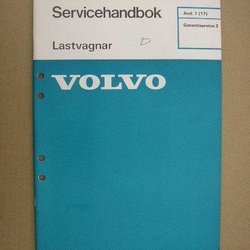 Servicehandbok
Avd. 1 (17)
Garantiservice 2
Lastvagnar
VOLVO